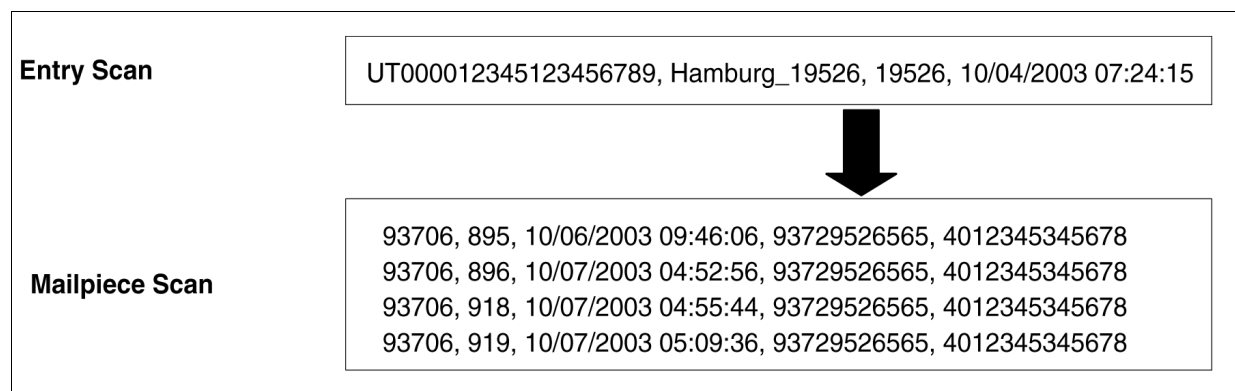 Entry Scan
UT000012345123456789, Hamburg_19526, 19526, 10/04/2003 07:24:15
Mailpiece Scan
93706, 895, 10/06/2003 09:46:06, 93729526565, 4012345345678
93706, 896, 10/07/2003 04:52:56, 93729526565, 4012345345678
93706, 918, 10/07/2003 04:55:44, 93729526565, 4012345345678
93706, 919, 10/07/2003 05:09:36, 93729526565, 4012345345678